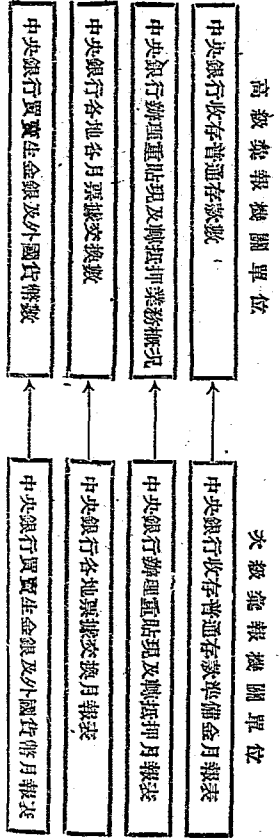 高級彙報機關單位
中央銀行收存普通存款數
中央銀行辦理重貼現及轉抵押業務概況
中央銀行各地各月票據交換數
中央銀行買賣生金銀及外國貨幣數
次級彙報機關單位
中央銀行收存普通存款準備金月報表
中央銀行辦理重貼現及轉抵押月報表
中央銀行各地票據交換月報表
中央銀行買賣生金銀及外國貨幣月報表